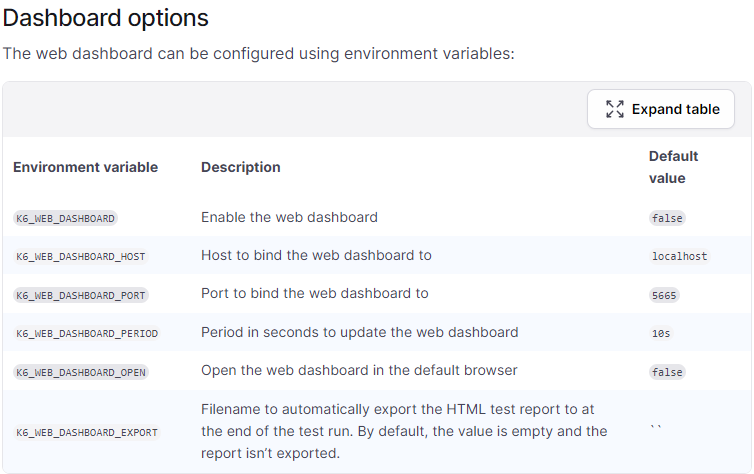 Dashboard options
The web dashboard can be configured using environment variables:
Expand table
Environment variable Description Default value
K6_WEB_DASHBOARD Enable the web dashboard false
K6_WEB_DASHBOARD_HOST Host to bind the web dashboard to localhost
K6_WEB_DASHBOARD_PORT Port to bind the web dashboard to 5665
K6_WEB_DASHBOARD_PERIOD Period in seconds to update the web dashboard 10s
K6_WEB_DASHBOARD_OPEN Open the web dashboard in the default browser false
Filename to automatically export the HTML test report to at
K6_WEB_DASHBOARD_EXPORT the end of the test run. By default, the value is empty and the ``
report isn’t exported.